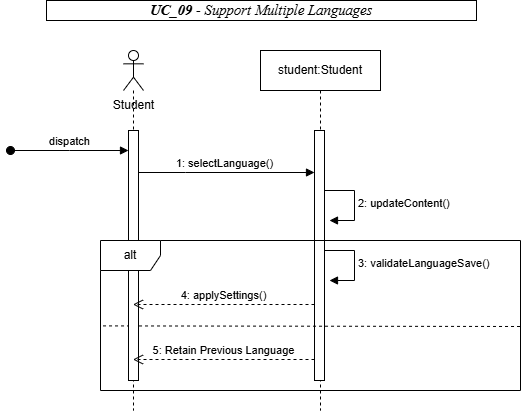 UC_09 - Support Multiple Languages
student:Student
Student
dispatch
1: selectLanguage()
2: updateContent()
alt
3: validateLanguageSave()
4: applySettings()
5: Retain Previous Language